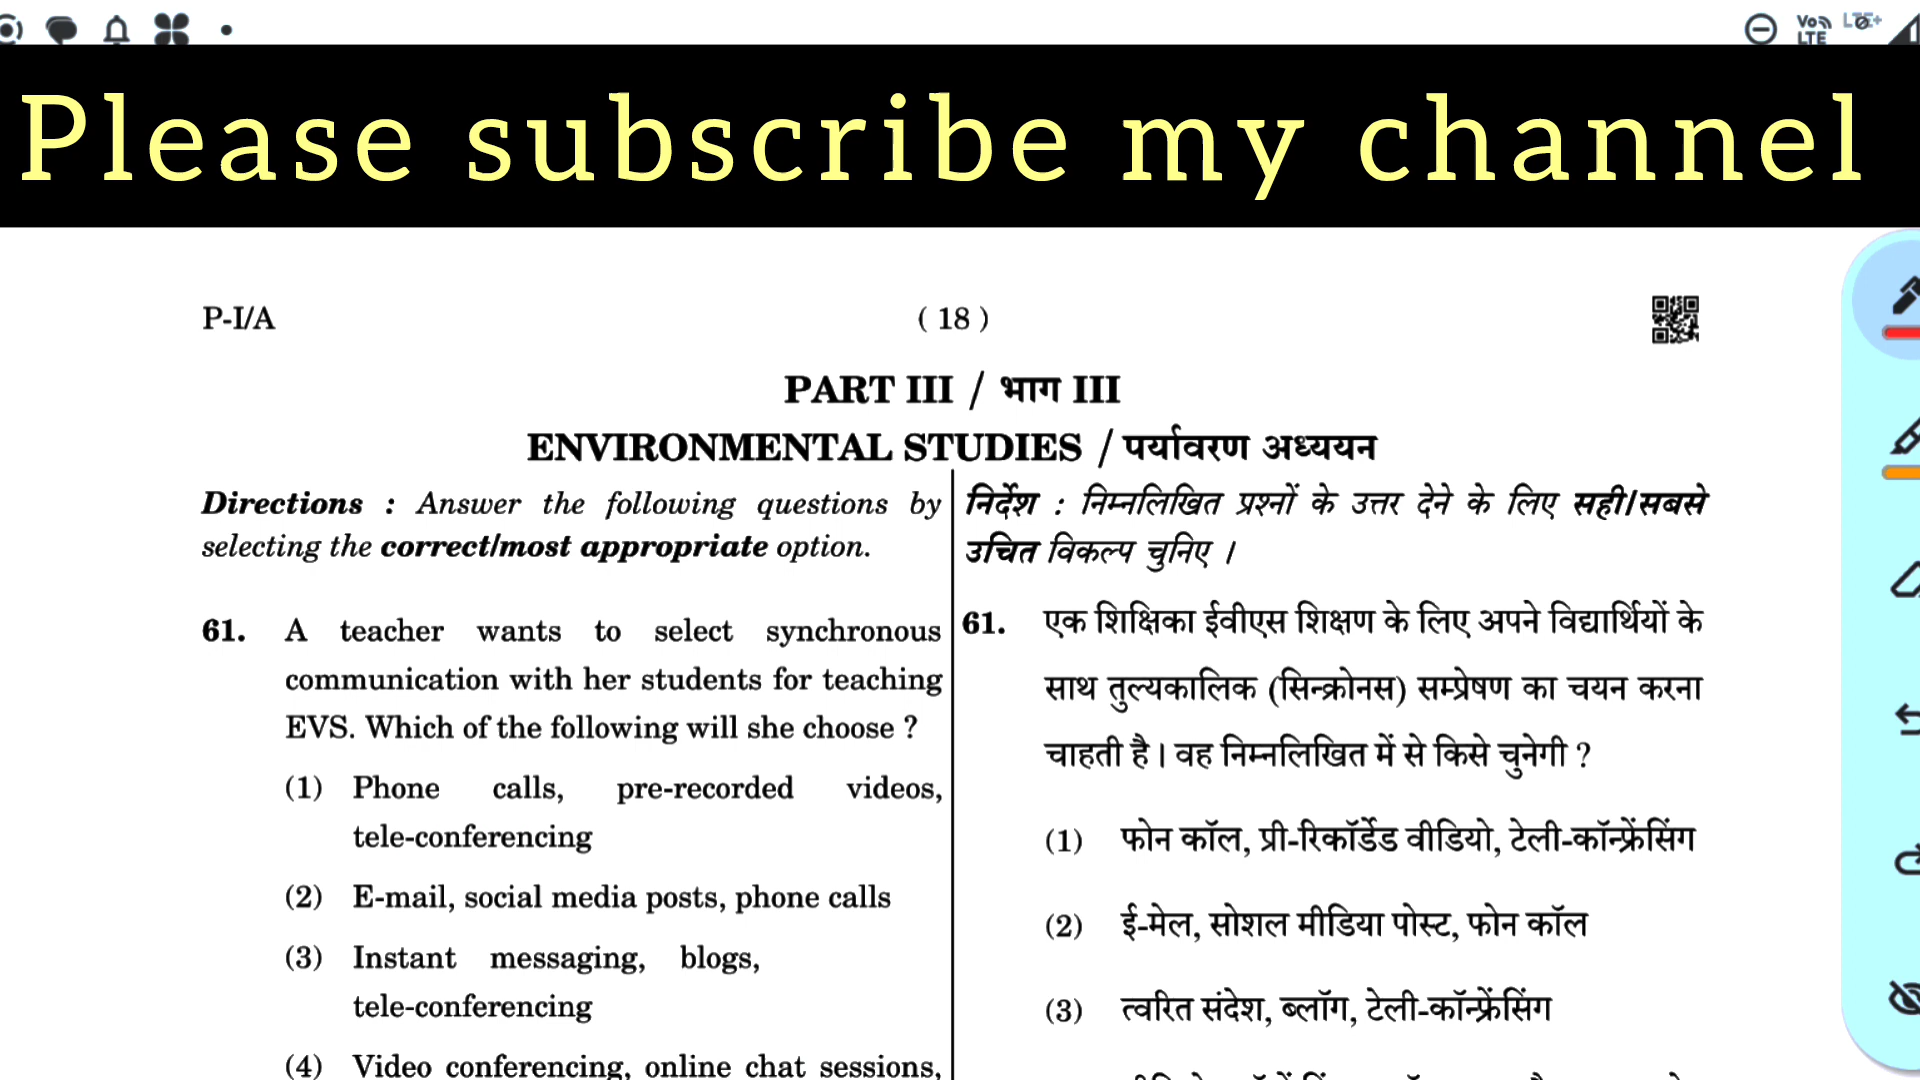 Vo LTE
LTE+
Please subscribe my channel
P-I/A
( 18 )
PART III / भाग III
ENVIRONMENTAL STUDIES / पर्यावरण अध्ययन
Directions : Answer the following questions by
selecting the correct/most appropriate option.
61. A teacher wants to select synchronous
communication with her students for teaching
EVS. Which of the following will she choose ?
(1) Phone calls, pre-recorded videos,
tele-conferencing
(2) E-mail, social media posts, phone calls
(3) Instant messaging, blogs,
tele-conferencing
(4) Video conferencing, online chat sessions,
निर्देश : निम्नलिखित प्रश्नों के उत्तर देने के लिए सही/सबसे
उचित विकल्प चुनिए ।
61. एक शिक्षिका ईवीएस शिक्षण के लिए अपने विद्यार्थियों के
साथ तुल्यकालिक (सिन्क्रोनस) सम्प्रेषण का चयन करना
चाहती है । वह निम्नलिखित में से किसे चुनेगी ?
(1) फोन कॉल, प्री-रिकॉर्डेड वीडियो, टेली-कॉन्फ्रेंसिंग
(2) ई-मेल, सोशल मीडिया पोस्ट, फोन कॉल
(3) त्वरित संदेश, ब्लॉग, टेली-कॉन्फ्रेंसिंग